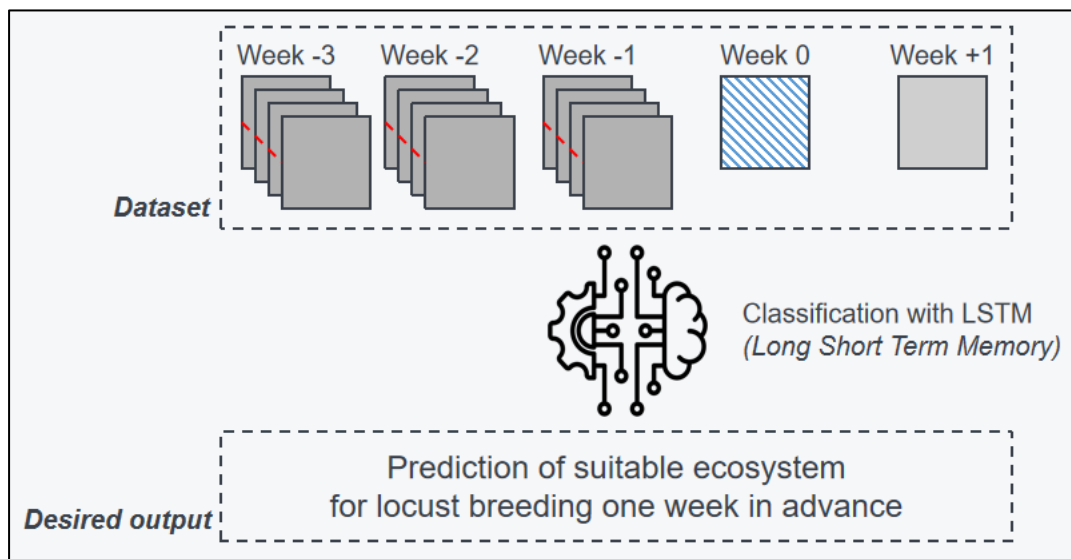 Week -3
Week -2
Week -1
Week 0
Week +1
Dataset
Classification with LSTM
(Long Short Term Memory)
Prediction of suitable ecosystem
for locust breeding one week in advance
Desired output